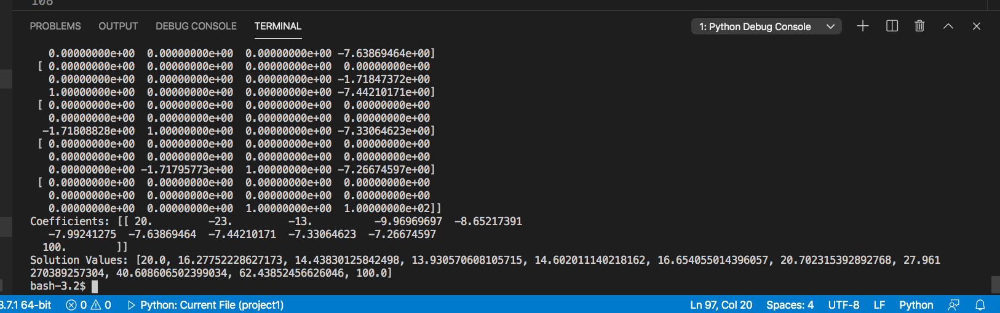 108
PROBLEMS OUTPUT DEBUG CONSOLE TERMINAL 1: Python Debug Console
0.00000000e+00 0.00000000e+00 0.00000000e+00 -7.63869464e+00]
[ 0.00000000e+00 0.00000000e+00 0.00000000e+00 0.00000000e+00
0.00000000e+00 0.00000000e+00 0.00000000e+00 -1.71847372e+00
1.00000000e+00 0.00000000e+00 0.00000000e+00 -7.44210171e+00]
[ 0.00000000e+00 0.00000000e+00 0.00000000e+00 0.00000000e+00
0.00000000e+00 0.00000000e+00 0.00000000e+00 0.00000000e+00
-1.71808828e+00 1.00000000e+00 0.00000000e+00 -7.33064623e+00]
[ 0.00000000e+00 0.00000000e+00 0.00000000e+00 0.00000000e+00
0.00000000e+00 0.00000000e+00 0.00000000e+00 0.00000000e+00
0.00000000e+00 -1.71795773e+00 1.00000000e+00 -7.26674597e+00]
[ 0.00000000e+00 0.00000000e+00 0.00000000e+00 0.00000000e+00
0.00000000e+00 0.00000000e+00 0.00000000e+00 0.00000000e+00
0.00000000e+00 0.00000000e+00 1.00000000e+00 1.00000000e+02]]
Coefficients: [[ 20. -23. -13. -9.96969697 -8.65217391
-7.99241275 -7.63869464 -7.44210171 -7.33064623 -7.26674597
100. ]]
Solution Values: [20.0, 16.27752228627173, 14.43830125842498, 13.930570608105715, 14.602011140218162, 16.654055014396057, 20.702315392892768, 27.961
270389257304, 40.608606502399034, 62.43852456626046, 100.0]
bash-3.2$
3.7.1 64-bit 0 0 Python: Current File (project1) Ln 97, Col 20 Spaces: 4 UTF-8 LF Python